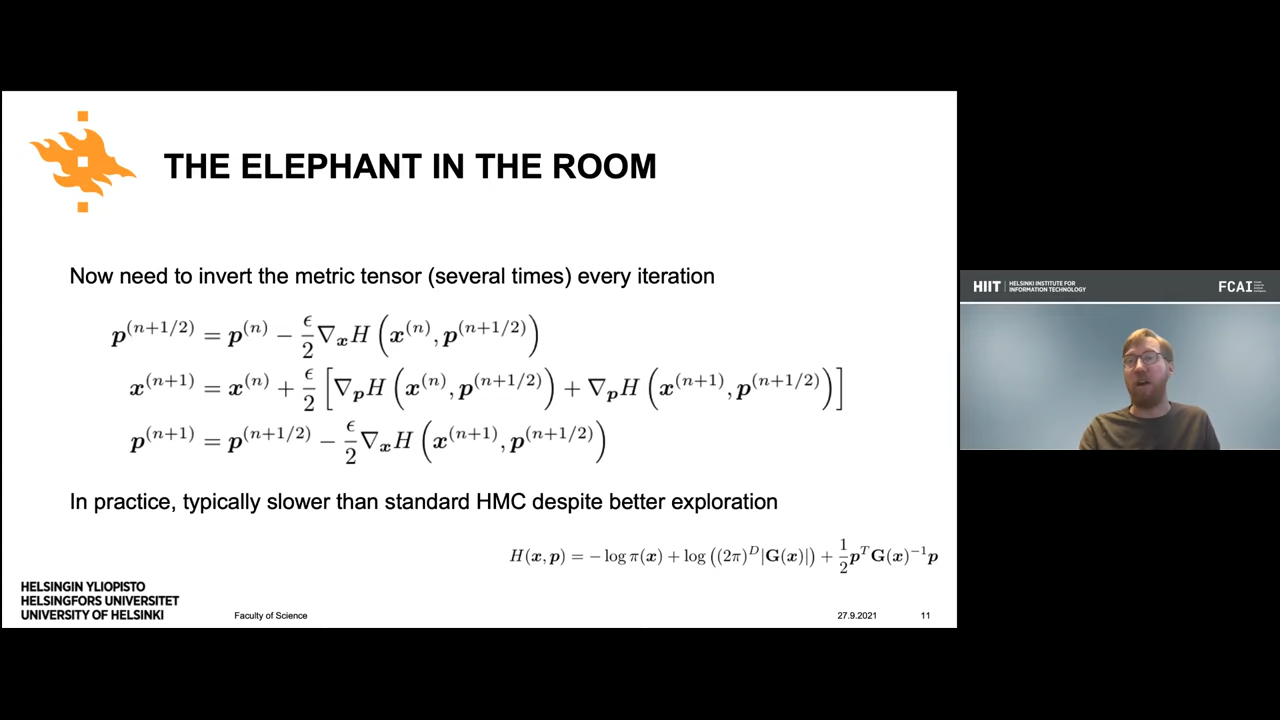 THE ELEPHANT IN THE ROOM
Now need to invert the metric tensor (several times) every iteration
p^(n+1/2) = p^(n) − ϵ/2 ∇_x H (x^(n), p^(n+1/2))
x^(n+1) = x^(n) + ϵ/2 [∇_p H (x^(n), p^(n+1/2)) + ∇_p H (x^(n+1), p^(n+1/2))]
p^(n+1) = p^(n+1/2) − ϵ/2 ∇_x H (x^(n+1), p^(n+1/2))
In practice, typically slower than standard HMC despite better exploration
H(x, p) = − log π(x) + log ((2π)^D |G(x)|) + 1/2 p^T G(x)^−1 p
HELSINGIN YLIOPISTO
HELSINGFORS UNIVERSITET
UNIVERSITY OF HELSINKI
Faculty of Science
27.9.2021
11
HIIT
HELSINKI INSTITUTE FOR
INFORMATION TECHNOLOGY
FCAI